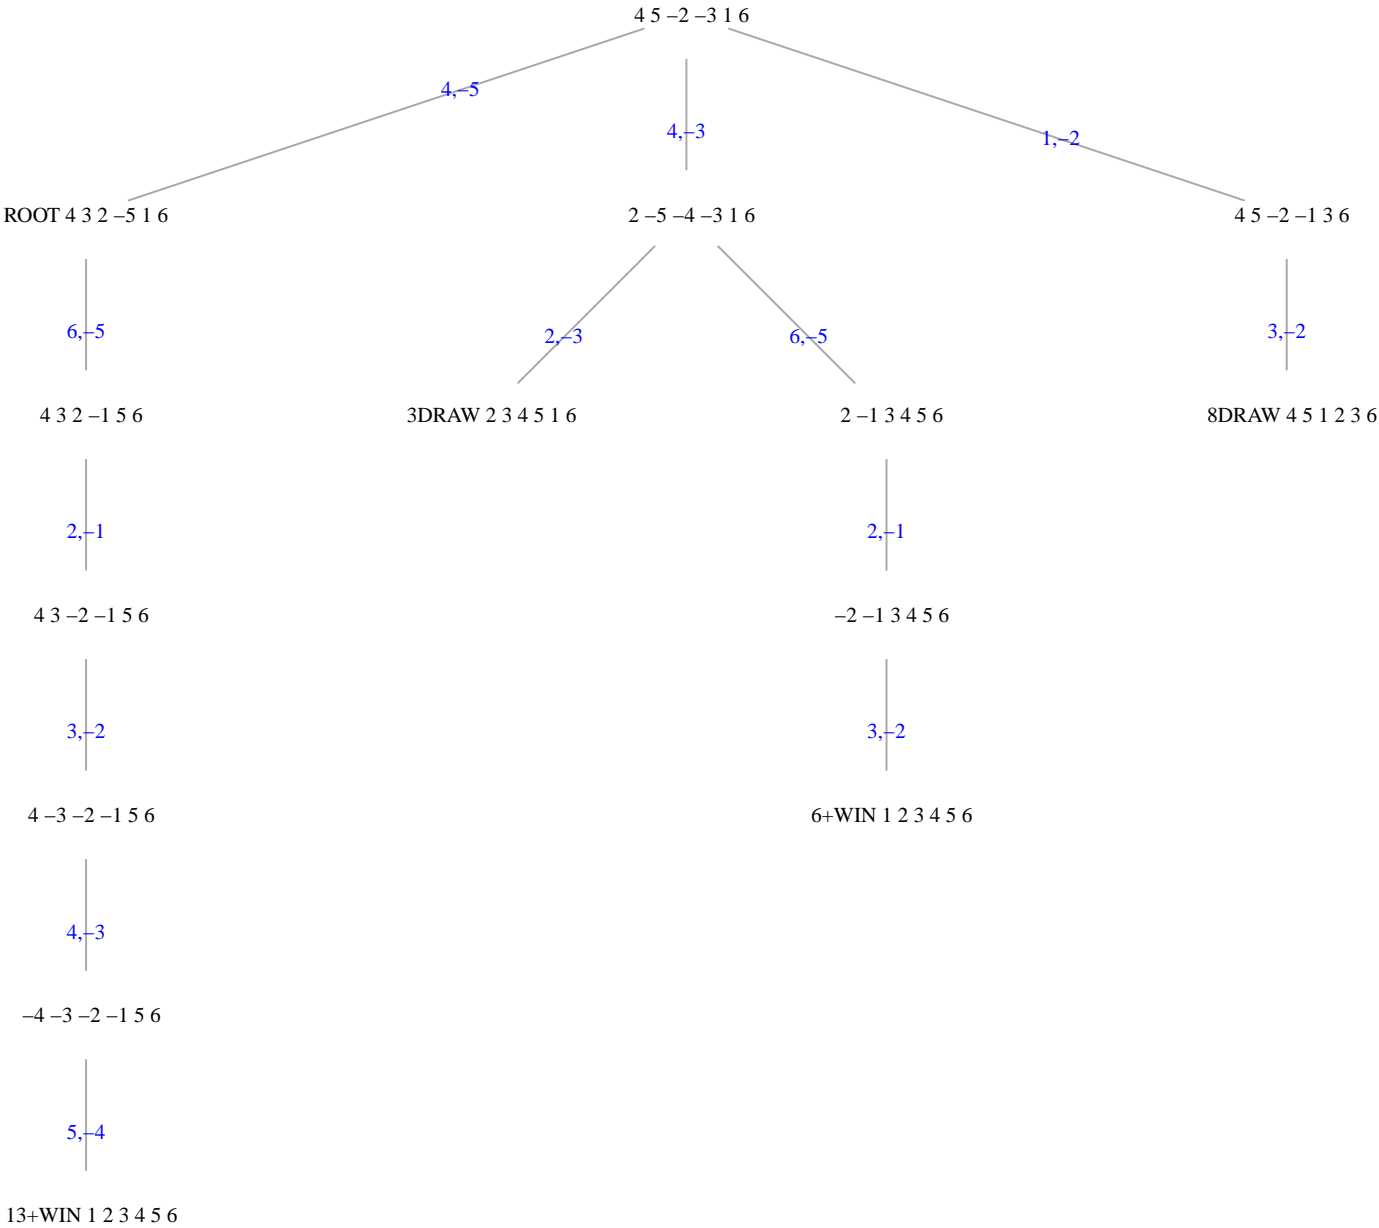 4 5 –2 –3 1 6
4,–5
4,–3
1,–2
ROOT 4 3 2 –5 1 6
2 –5 –4 –3 1 6
4 5 –2 –1 3 6
6,–5
2,–3
6,–5
3,–2
4 3 2 –1 5 6
3DRAW 2 3 4 5 1 6
2 –1 3 4 5 6
8DRAW 4 5 1 2 3 6
2,–1
2,–1
4 3 –2 –1 5 6
–2 –1 3 4 5 6
3,–2
3,–2
4 –3 –2 –1 5 6
6+WIN 1 2 3 4 5 6
4,–3
–4 –3 –2 –1 5 6
5,–4
13+WIN 1 2 3 4 5 6